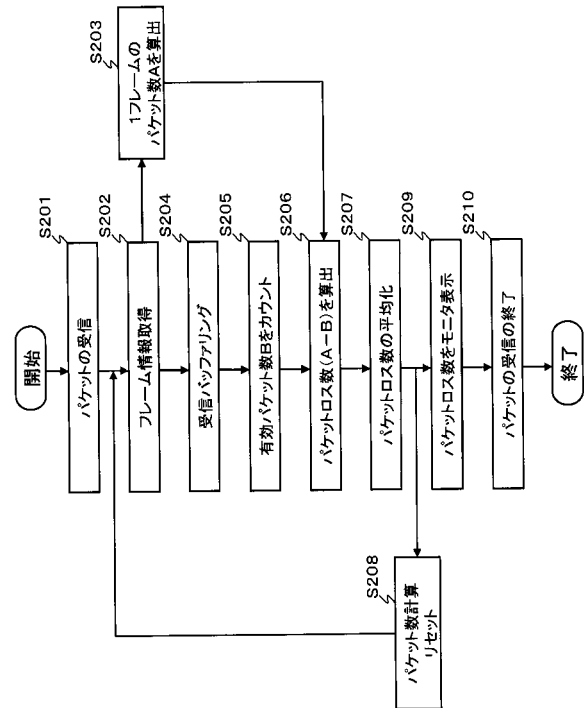 開始
S201
パケットの受信
S202
フレーム情報取得
S203
1フレームの
パケット数Aを算出
S204
受信バッファリング
S205
有効パケット数Bをカウント
S206
パケットロス数(A-B)を算出
S207
パケットロス数の平均化
S208
パケット数計算
リセット
S209
パケットロス数をモニタ表示
S210
パケットの受信の終了
終了